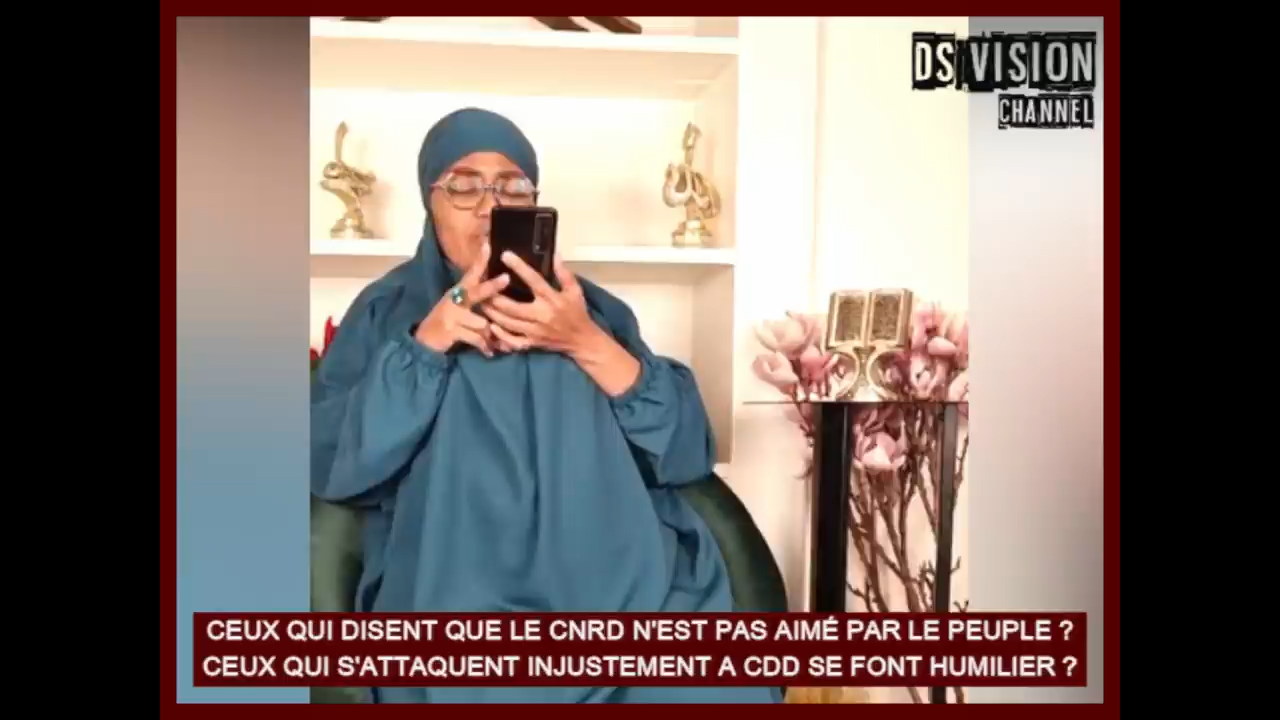 DS VISION
CHANNEL
CEUX QUI DISENT QUE LE CNRD N'EST PAS AIMÉ PAR LE PEUPLE ?
CEUX QUI S'ATTAQUENT INJUSTEMENT A CDD SE FONT HUMILIER ?